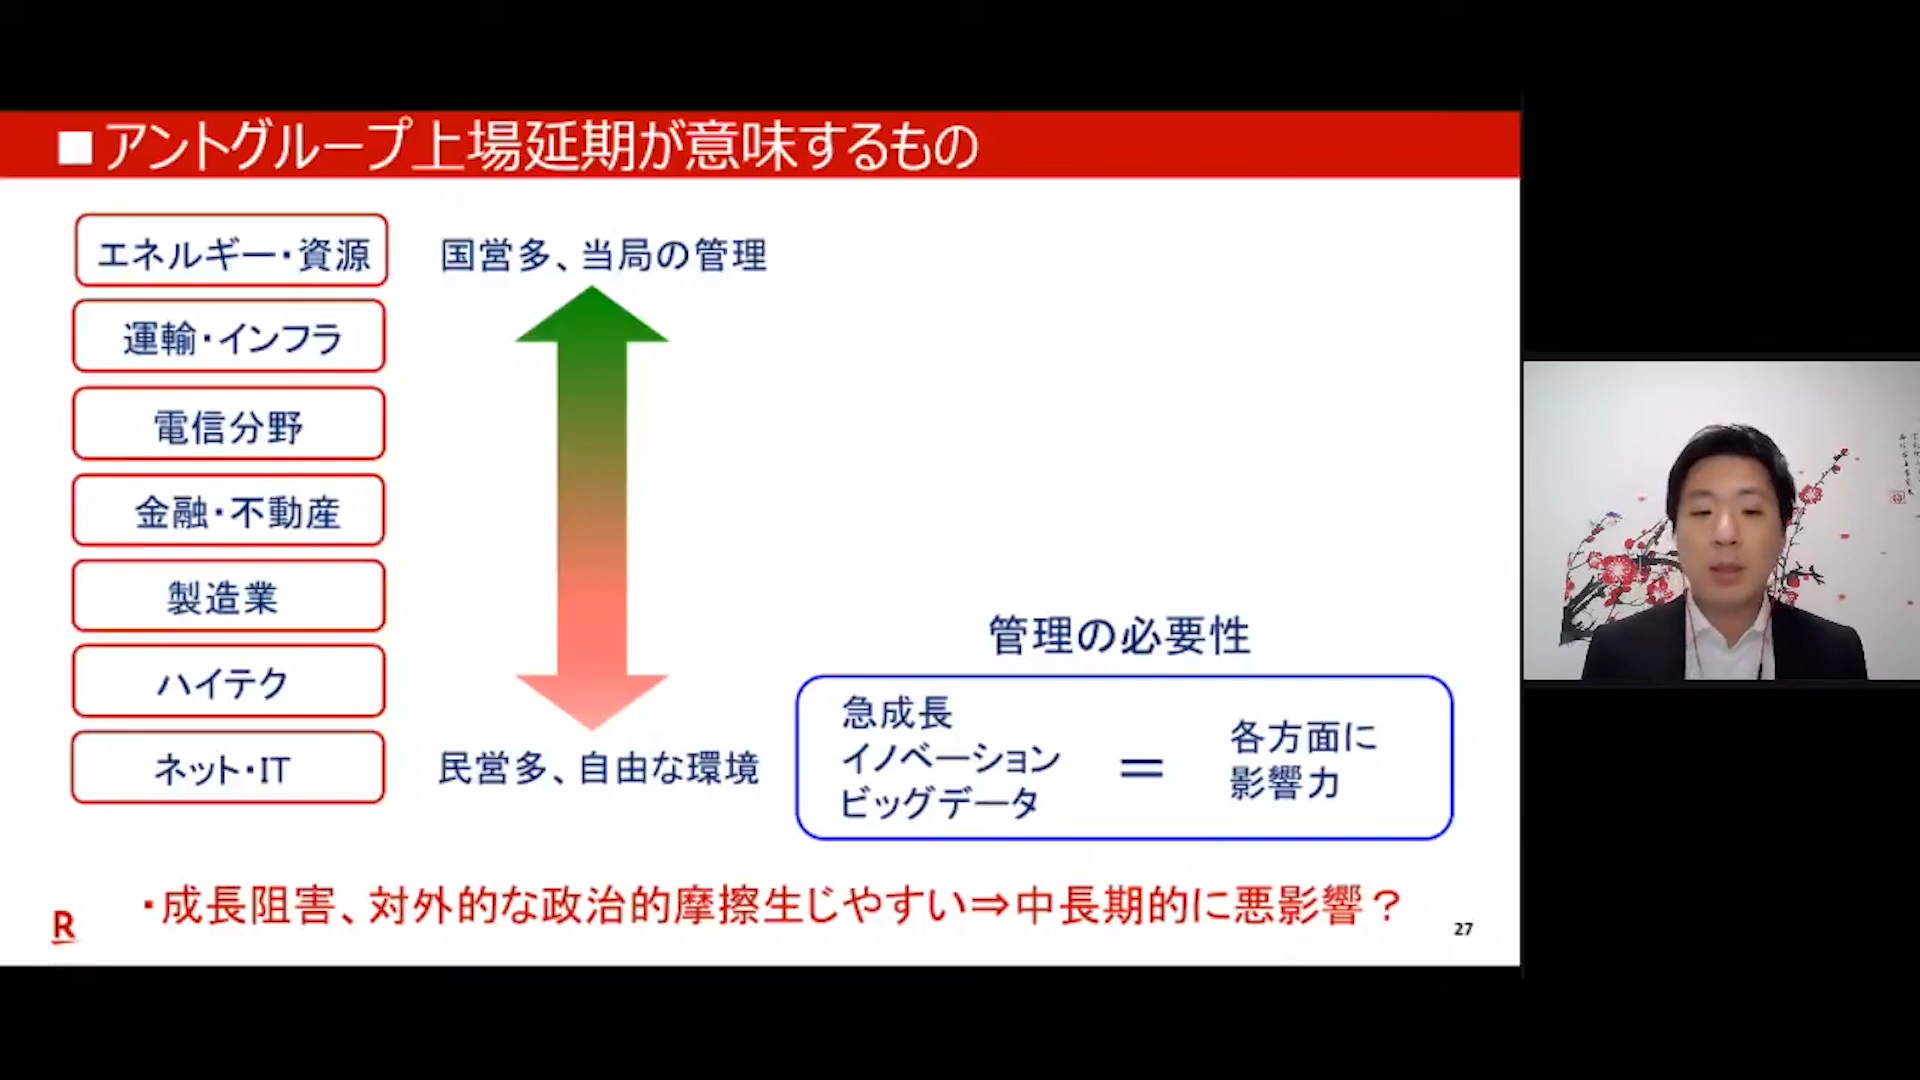 ■アントグループ上場延期が意味するもの
エネルギー・資源
国営多、当局の管理
運輸・インフラ
電信分野
金融・不動産
製造業
ハイテク
ネット・IT
民営多、自由な環境
管理の必要性
急成長
イノベーション
ビッグデータ
＝
各方面に
影響力
・成長阻害、対外的な政治的摩擦生じやすい⇒中長期的に悪影響？
R
27